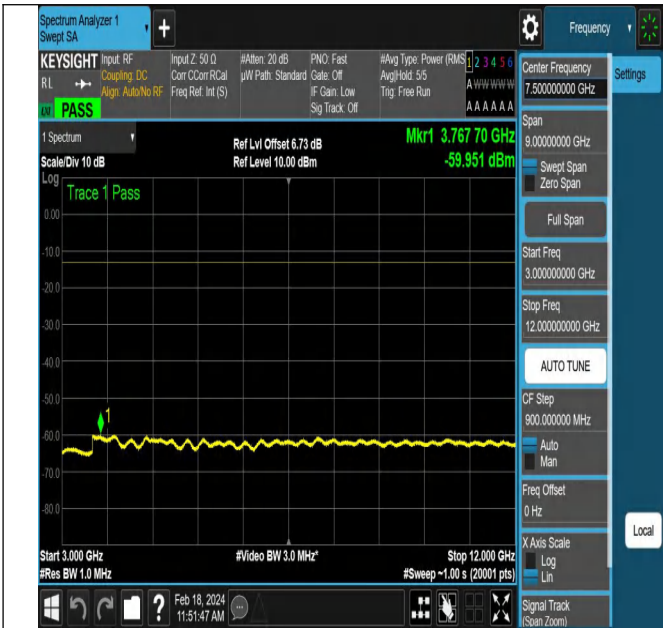 Spectrum Analyzer 1
Swept SA
+
Frequency
KEYSIGHT
RL
PASS
Input: RF
Coupling: DC
Align: Auto/No RF
Input Z: 50 Ω
Corr CCorr RCal
Freq Ref: Int (S)
#Atten: 20 dB
µW Path: Standard
PNO: Fast
Gate: Off
IF Gain: Low
Sig Track: Off
#Avg Type: Power (RMS
Avg|Hold: 5/5
Trig: Free Run
1 2 3 4 5 6
A W W W W W
A A A A A A
1 Spectrum
Scale/Div 10 dB
Log
Ref Lvl Offset 6.73 dB
Ref Level 10.00 dBm
Mkr1 3.767 70 GHz
-59.951 dBm
Trace 1 Pass
0.00
-10.0
-20.0
-30.0
-40.0
-50.0
-60.0
-70.0
-80.0
1
Start 3.000 GHz
#Res BW 1.0 MHz
#Video BW 3.0 MHz*
Stop 12.000 GHz
#Sweep ~1.00 s (20001 pts)
?
Feb 18, 2024
11:51:47 AM
Center Frequency
7.500000000 GHz
Settings
Span
9.00000000 GHz
Swept Span
Zero Span
Full Span
Start Freq
3.000000000 GHz
Stop Freq
12.000000000 GHz
AUTO TUNE
CF Step
900.000000 MHz
Auto
Man
Freq Offset
0 Hz
X Axis Scale
Log
Lin
Local
Signal Track
(Span Zoom)